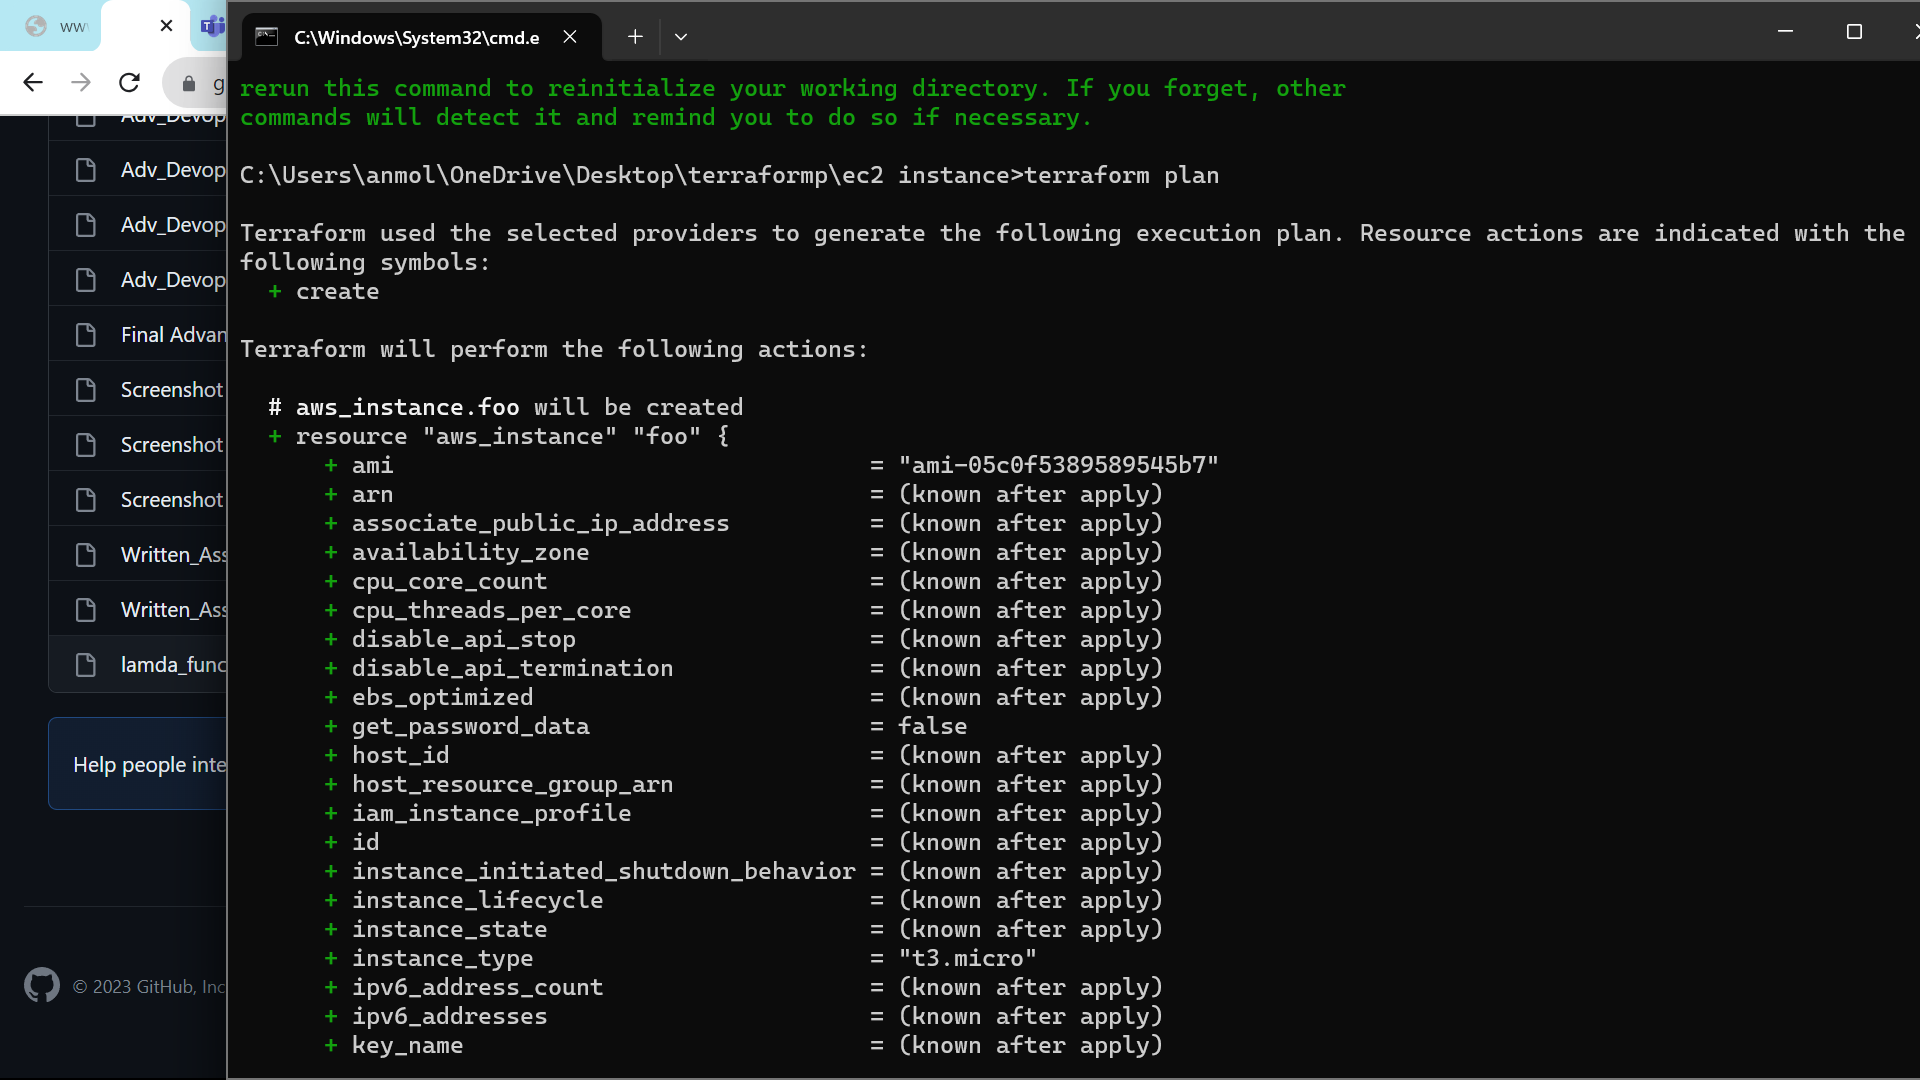 C:\Windows\System32\cmd.e
rerun this command to reinitialize your working directory. If you forget, other
commands will detect it and remind you to do so if necessary.
C:\Users\anmol\OneDrive\Desktop\terraformp\ec2 instance>terraform plan
Terraform used the selected providers to generate the following execution plan. Resource actions are indicated with the
following symbols:
+ create
Terraform will perform the following actions:
# aws_instance.foo will be created
+ resource "aws_instance" "foo" {
+ ami = "ami-05c0f5389589545b7"
+ arn = (known after apply)
+ associate_public_ip_address = (known after apply)
+ availability_zone = (known after apply)
+ cpu_core_count = (known after apply)
+ cpu_threads_per_core = (known after apply)
+ disable_api_stop = (known after apply)
+ disable_api_termination = (known after apply)
+ ebs_optimized = (known after apply)
+ get_password_data = false
+ host_id = (known after apply)
+ host_resource_group_arn = (known after apply)
+ iam_instance_profile = (known after apply)
+ id = (known after apply)
+ instance_initiated_shutdown_behavior = (known after apply)
+ instance_lifecycle = (known after apply)
+ instance_state = (known after apply)
+ instance_type = "t3.micro"
+ ipv6_address_count = (known after apply)
+ ipv6_addresses = (known after apply)
+ key_name = (known after apply)
ww
g
Adv_Devop
Adv_Devop
Adv_Devop
Adv_Devop
Final Advan
Screenshot
Screenshot
Screenshot
Written_Ass
Written_Ass
lamda_func
Help people inte
© 2023 GitHub, Inc